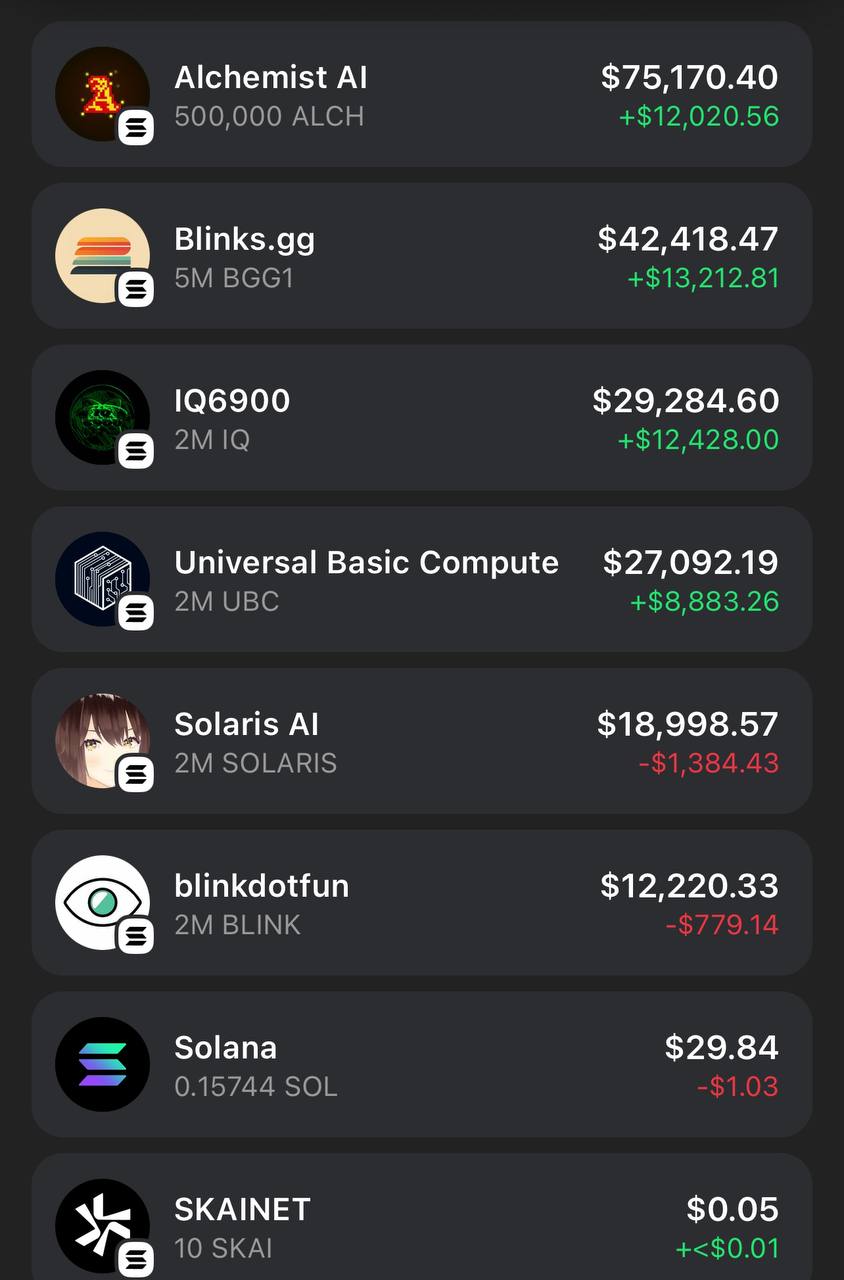 Alchemist AI $75,170.40
500,000 ALCH +$12,020.56
Blinks.gg $42,418.47
5M BGG1 +$13,212.81
IQ6900 $29,284.60
2M IQ +$12,428.00
Universal Basic Compute $27,092.19
2M UBC +$8,883.26
Solaris AI $18,998.57
2M SOLARIS -$1,384.43
blinkdotfun $12,220.33
2M BLINK -$779.14
Solana $29.84
0.15744 SOL -$1.03
SKAINET $0.05
10 SKAI +<$0.01